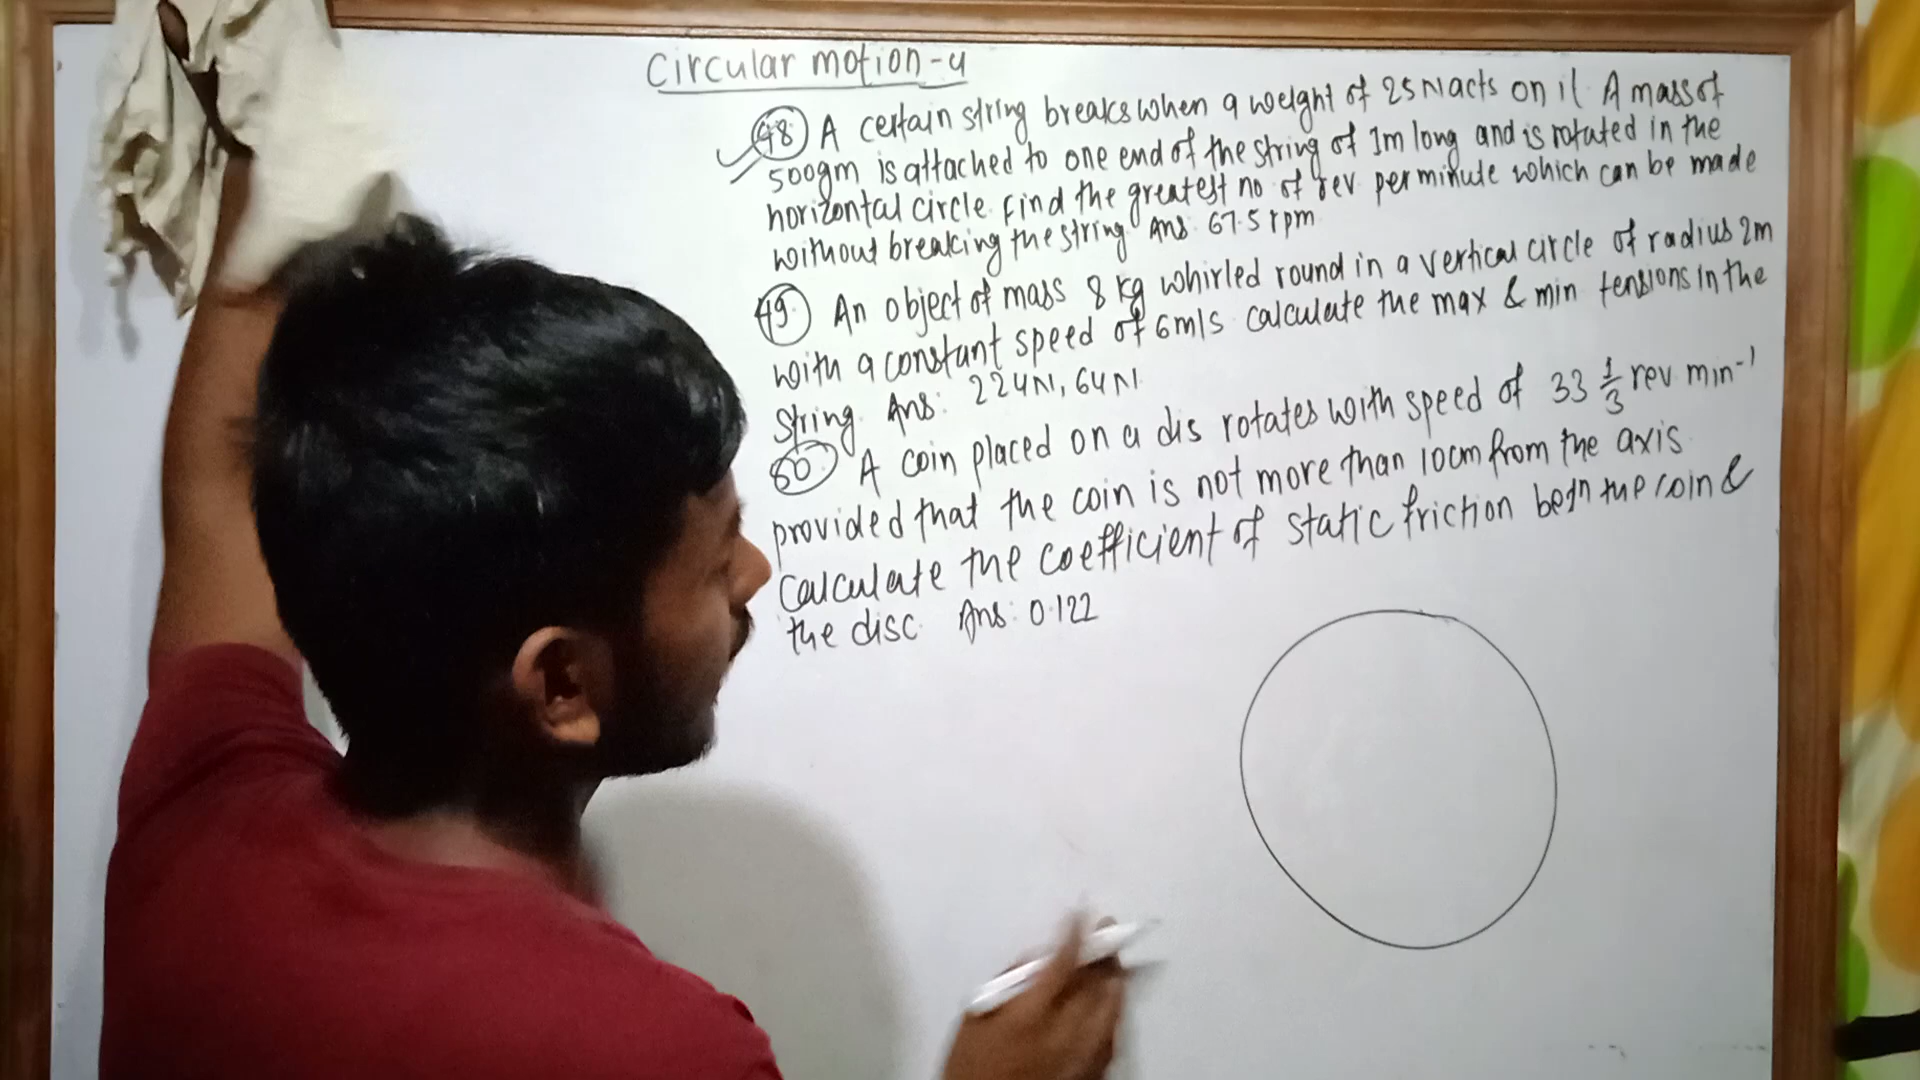 Circular motion-4
48 A certain string breaks when a weight of 25N acts on it A mass of
500gm is attached to one end of the string of 1m long and is rotated in the
horizontal circle. find the greatest no of rev per minute which can be made
without breaking the string Ans. 67.5 rpm
49 An object of mass 8 kg whirled round in a vertical circle of radius 2m
with a constant speed of 6m/s calculate the max & min tensions in the
string. Ans: 224N, 64N
50 A coin placed on a dis rotates with speed of 33 1/3 rev min-1
provided that the coin is not more than 10cm from the axis
calculate the coefficient of static friction betn the coin &
the disc. Ans: 0.122